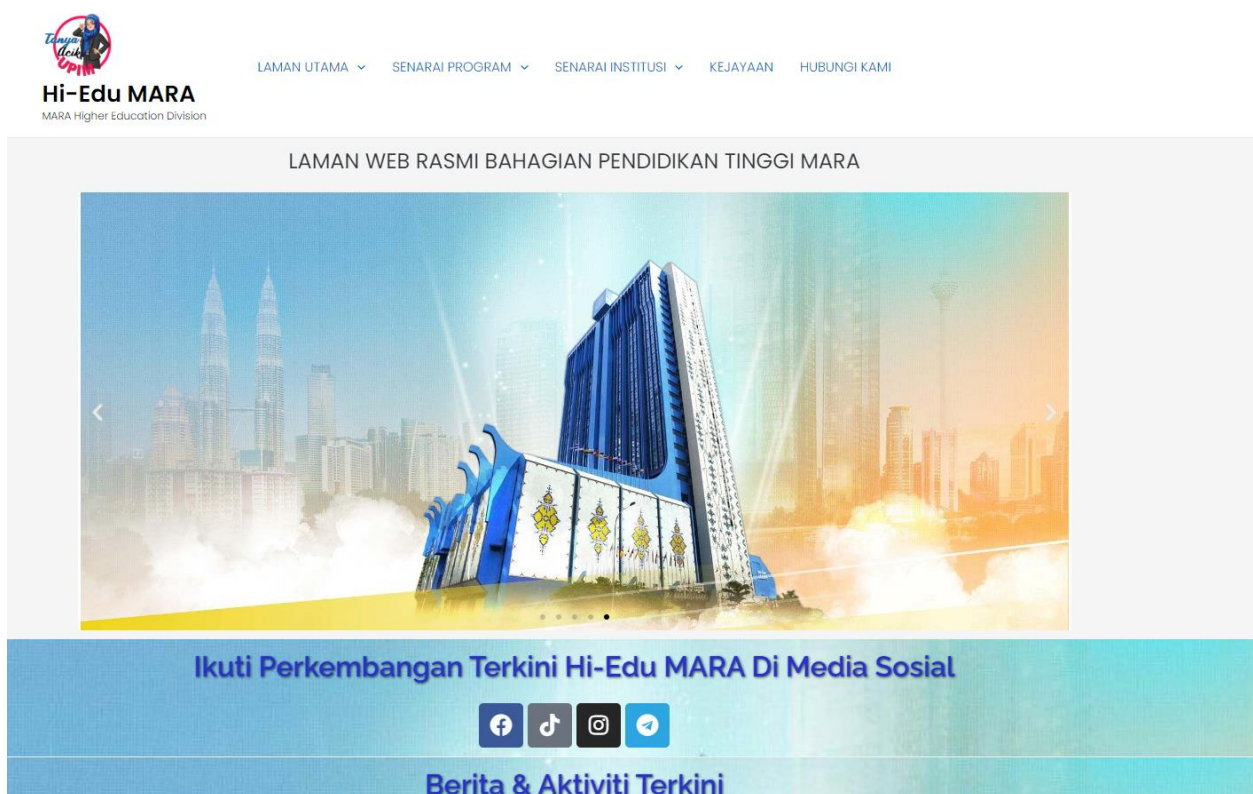 Tanya
Acik
UPIM
Hi-Edu MARA
MARA Higher Education Division
LAMAN UTAMA
SENARAI PROGRAM
SENARAI INSTITUSI
KEJAYAAN
HUBUNGI KAMI
LAMAN WEB RASMI BAHAGIAN PENDIDIKAN TINGGI MARA
Ikuti Perkembangan Terkini Hi-Edu MARA Di Media Sosial
Berita & Aktiviti Terkini